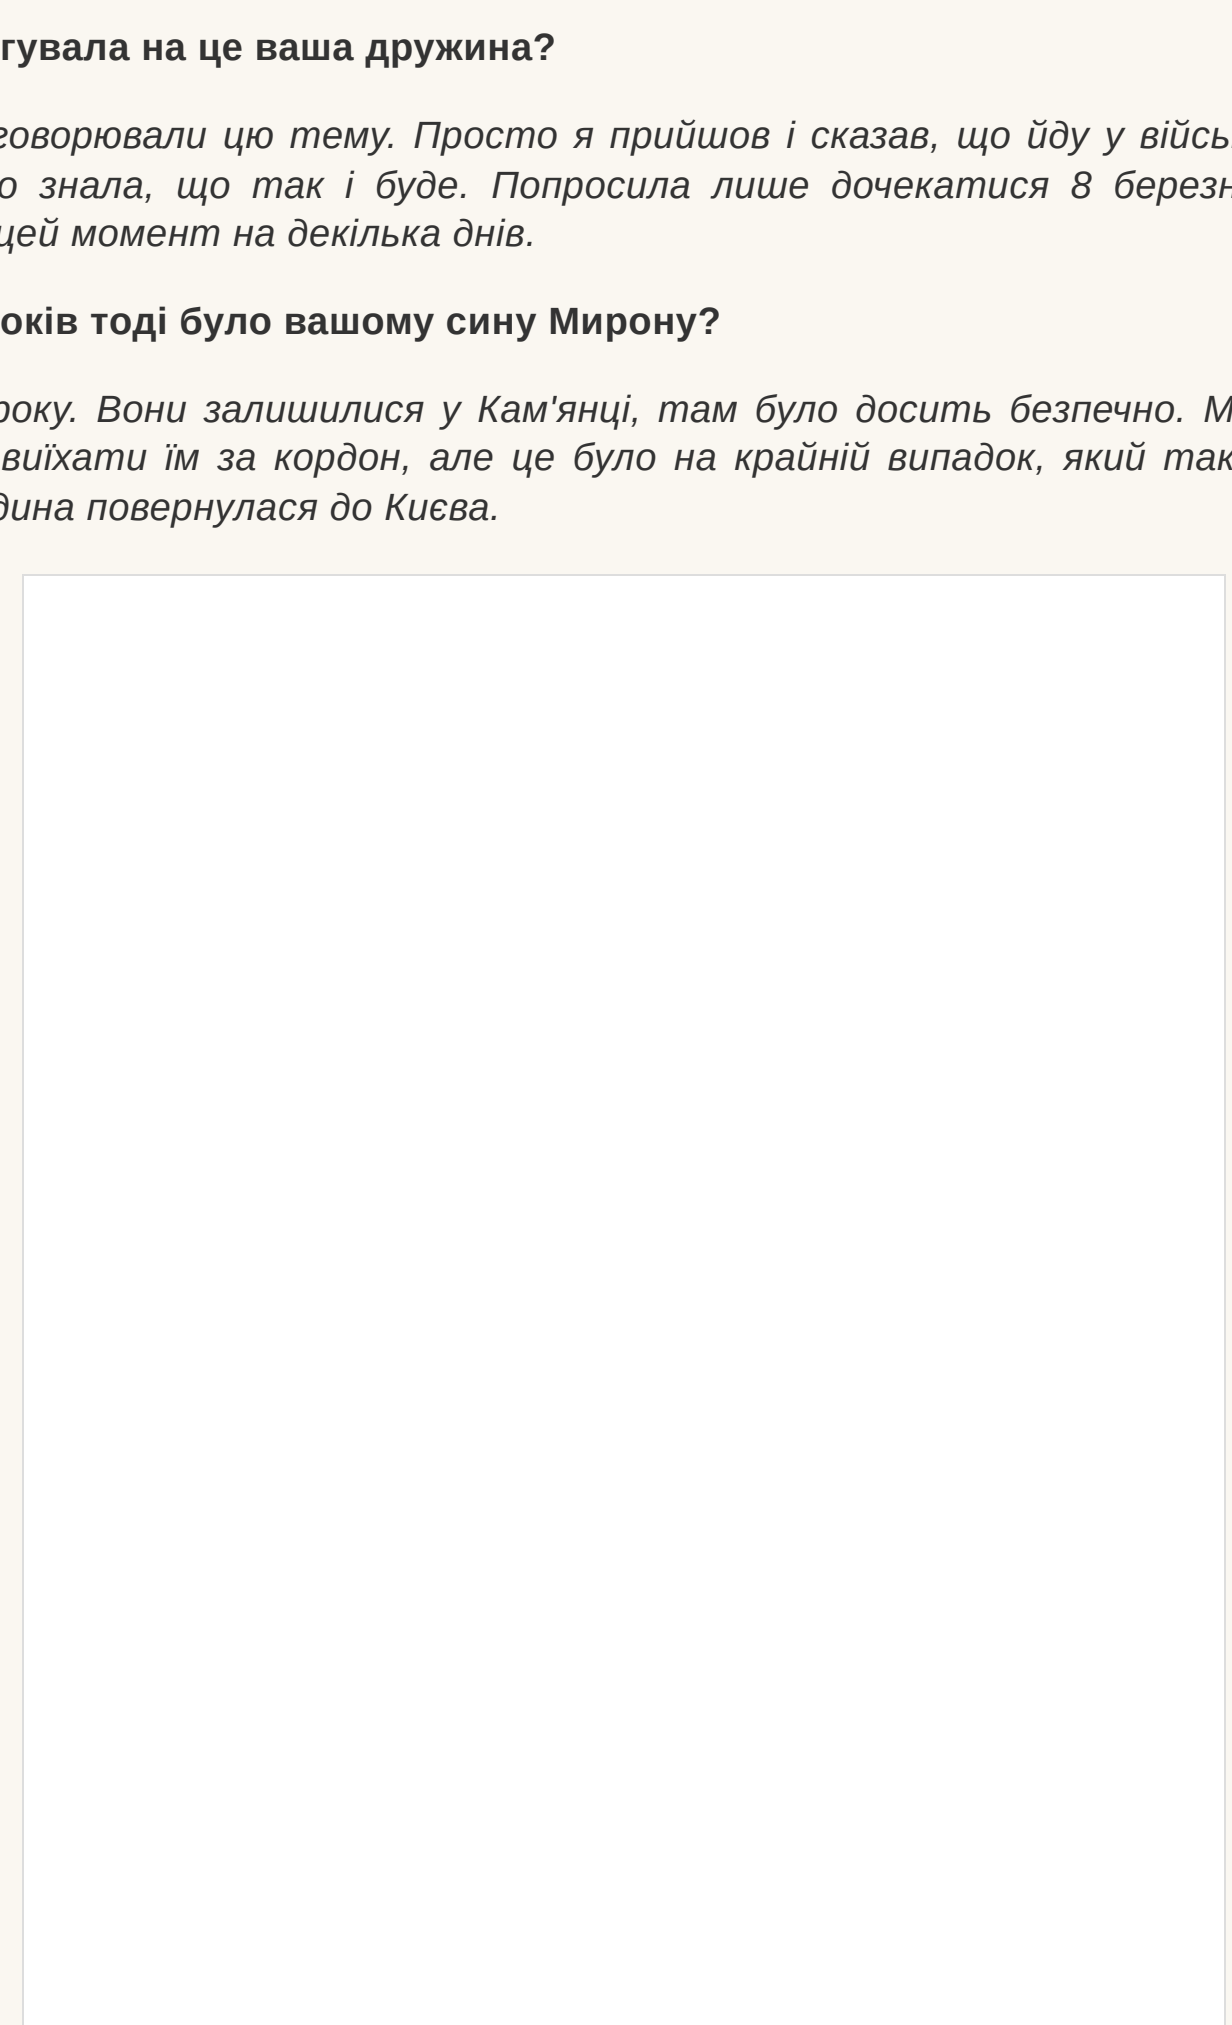 гувала на це ваша дружина?
говорювали цю тему. Просто я прийшов і сказав, що йду у війсь
о знала, що так і буде. Попросила лише дочекатися 8 березн
цей момент на декілька днів.
оків тоді було вашому сину Мирону?
року. Вони залишилися у Кам'янці, там було досить безпечно. М
виїхати їм за кордон, але це було на крайній випадок, який так
дина повернулася до Києва.